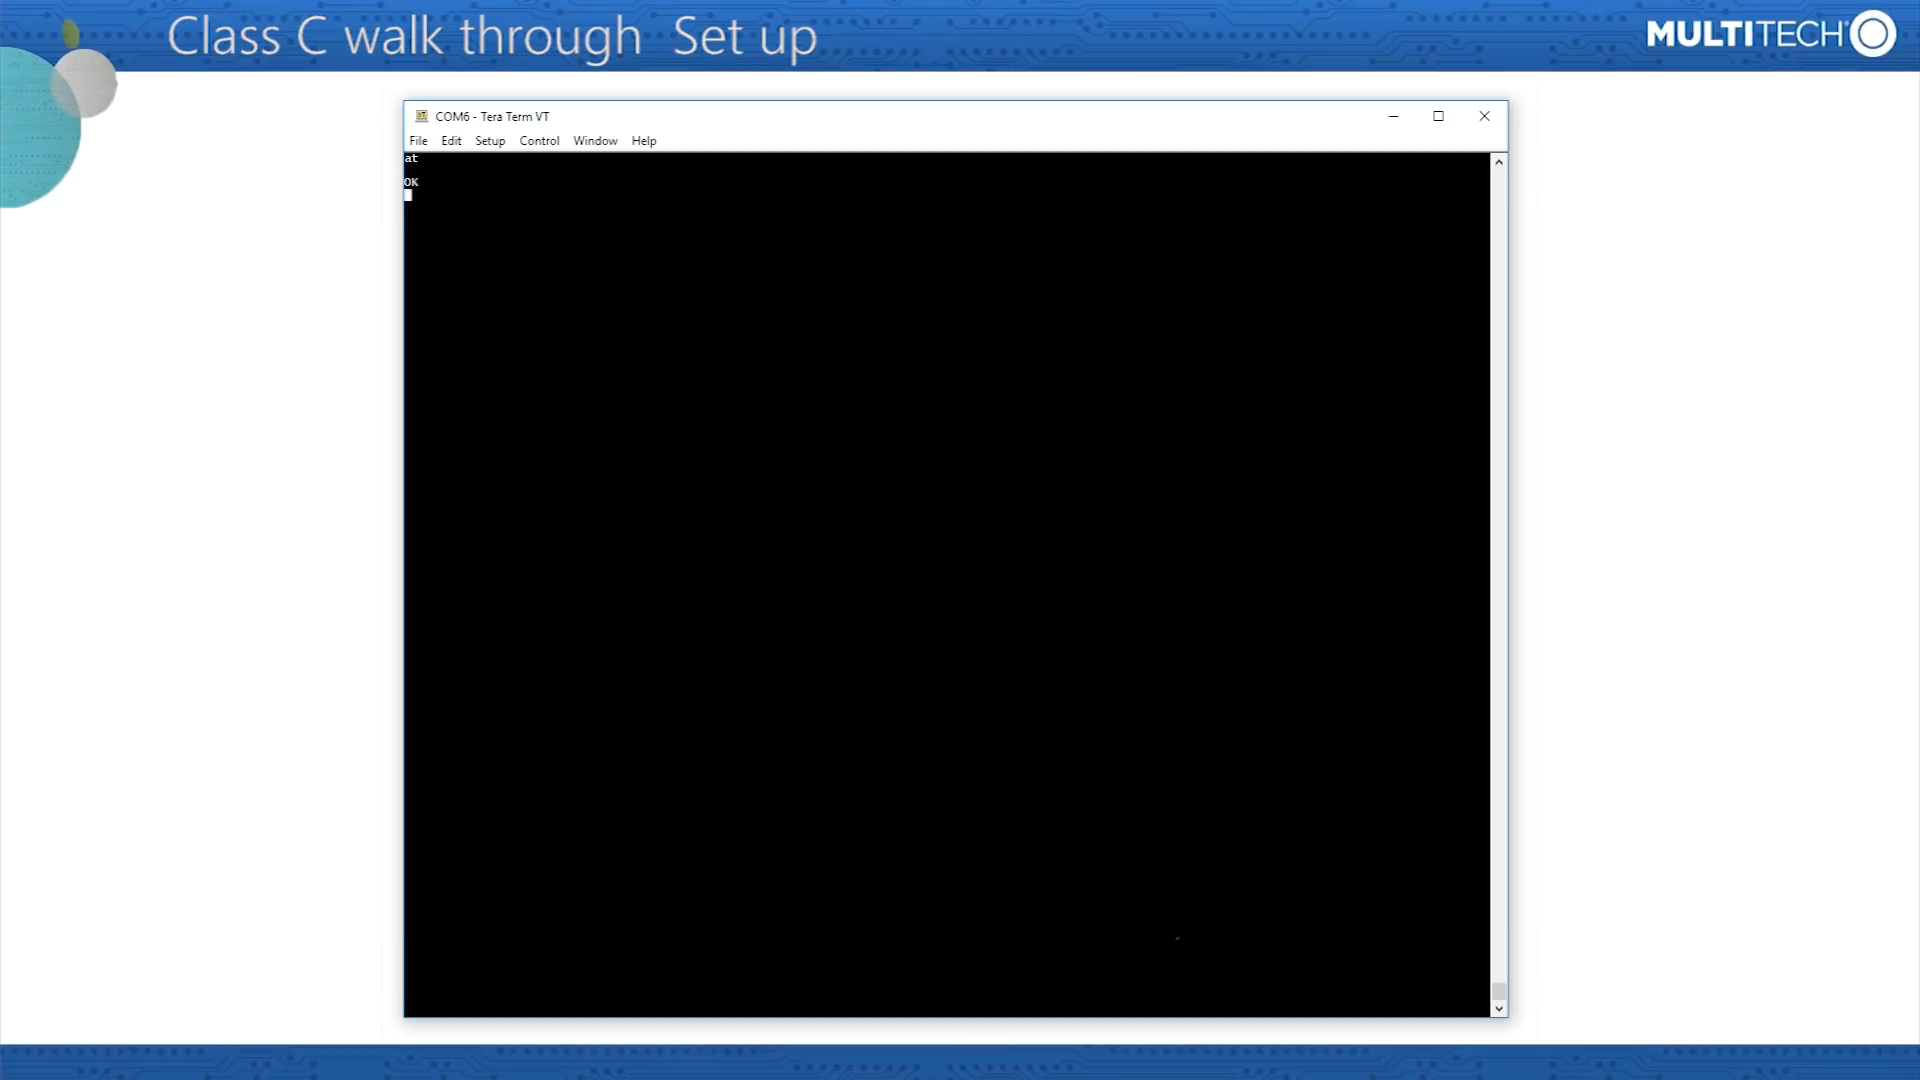 Class C walk through  Set up
MULTITECH
COM6 - Tera Term VT
File Edit Setup Control Window Help
at
OK